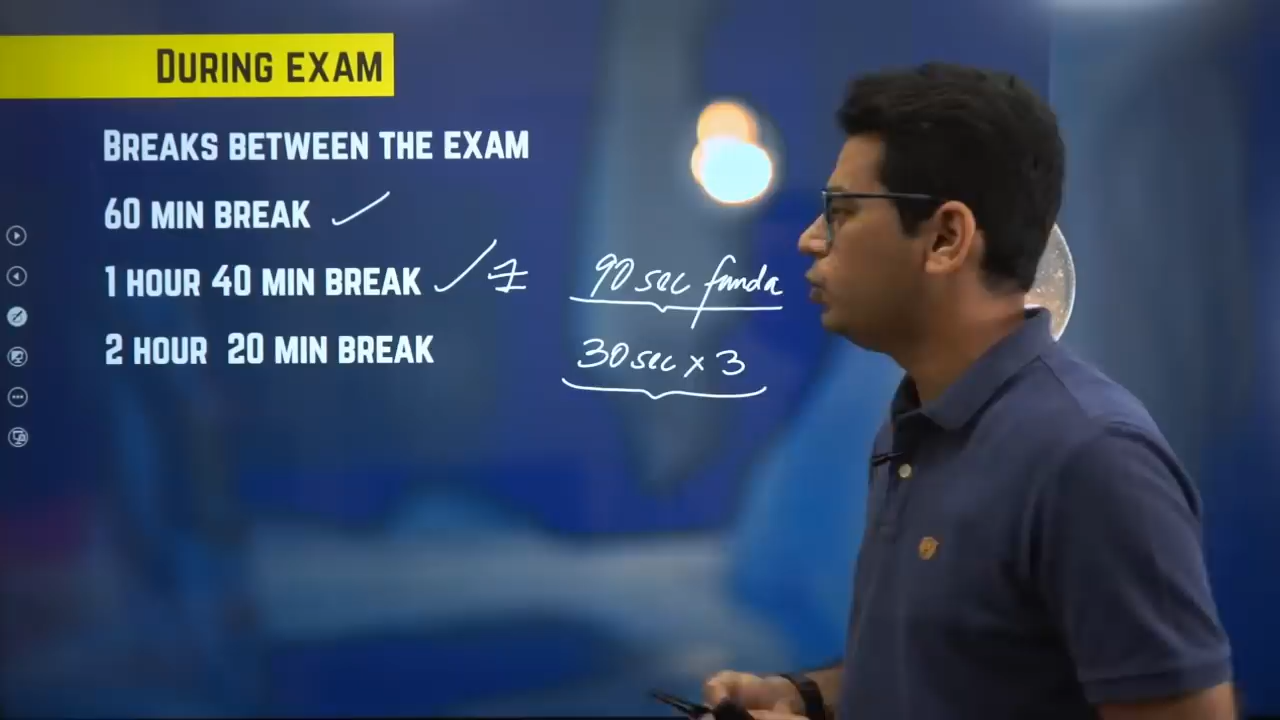 DURING EXAM
BREAKS BETWEEN THE EXAM
60 MIN BREAK
1 HOUR 40 MIN BREAK 1
2 HOUR 20 MIN BREAK
90 sec funda
30 sec x 3